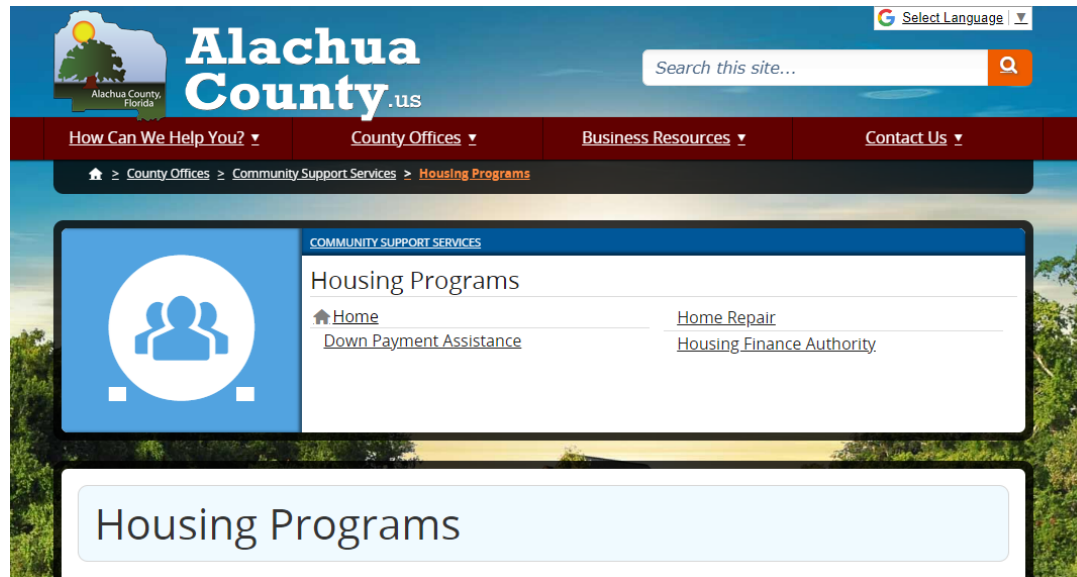 Select Language ▼
Alachua
County.us
Alachua County,
Florida
Search this site...
How Can We Help You? ▼ County Offices ▼ Business Resources ▼ Contact Us ▼
> County Offices > Community Support Services > Housing Programs
COMMUNITY SUPPORT SERVICES
Housing Programs
Home Home Repair
Down Payment Assistance Housing Finance Authority
Housing Programs